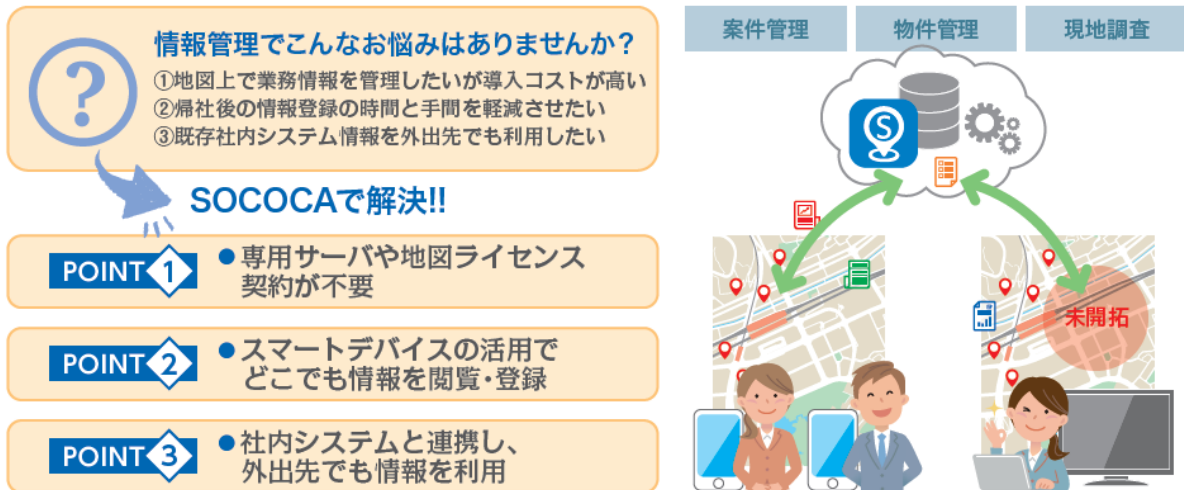 情報管理でこんなお悩みはありませんか？
①地図上で業務情報を管理したいが導入コストが高い
②帰社後の情報登録の時間と手間を軽減させたい
③既存社内システム情報を外出先でも利用したい
?
SOCOCAで解決!!
POINT 1
●専用サーバや地図ライセンス
契約が不要
POINT 2
●スマートデバイスの活用で
どこでも情報を閲覧・登録
POINT 3
●社内システムと連携し、
外出先でも情報を利用
案件管理
物件管理
現地調査
S
未開拓